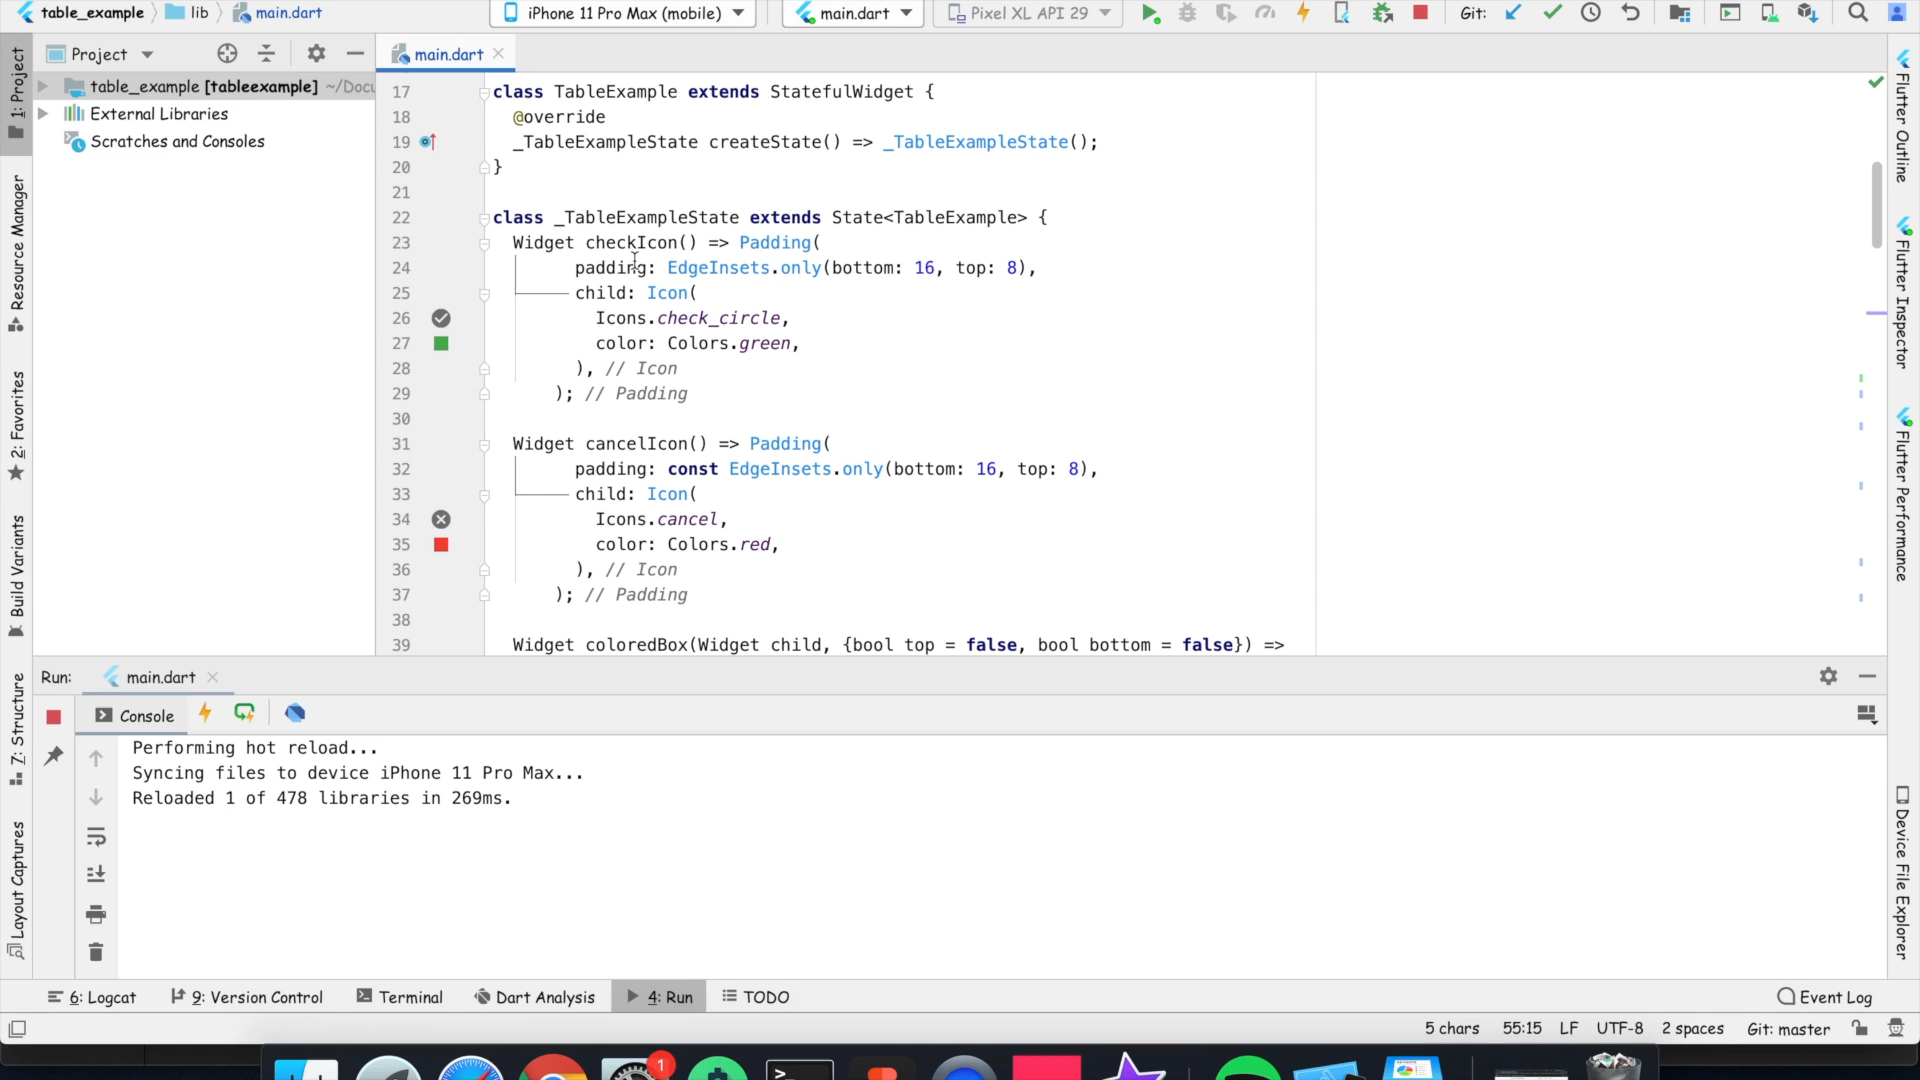 table_example lib main.dart iPhone 11 Pro Max (mobile) main.dart Pixel XL API 29 Git:
Project main.dart
table_example [tableexample] ~/Docu
External Libraries
Scratches and Consoles
1: Project
Resource Manager
2: Favorites
Build Variants
7: Structure
Layout Captures
17 class TableExample extends StatefulWidget {
18 @override
19 _TableExampleState createState() => _TableExampleState();
20 }
21
22 class _TableExampleState extends State<TableExample> {
23 Widget checkIcon() => Padding(
24 padding: EdgeInsets.only(bottom: 16, top: 8),
25 child: Icon(
26 Icons.check_circle,
27 color: Colors.green,
28 ), // Icon
29 ); // Padding
30
31 Widget cancelIcon() => Padding(
32 padding: const EdgeInsets.only(bottom: 16, top: 8),
33 child: Icon(
34 Icons.cancel,
35 color: Colors.red,
36 ), // Icon
37 ); // Padding
38
39 Widget coloredBox(Widget child, {bool top = false, bool bottom = false}) =>
Flutter Outline
Flutter Inspector
Flutter Performance
Device File Explorer
Run: main.dart
Console
Performing hot reload...
Syncing files to device iPhone 11 Pro Max...
Reloaded 1 of 478 libraries in 269ms.
6: Logcat 9: Version Control Terminal Dart Analysis 4: Run TODO Event Log
5 chars 55:15 LF UTF-8 2 spaces Git: master
1